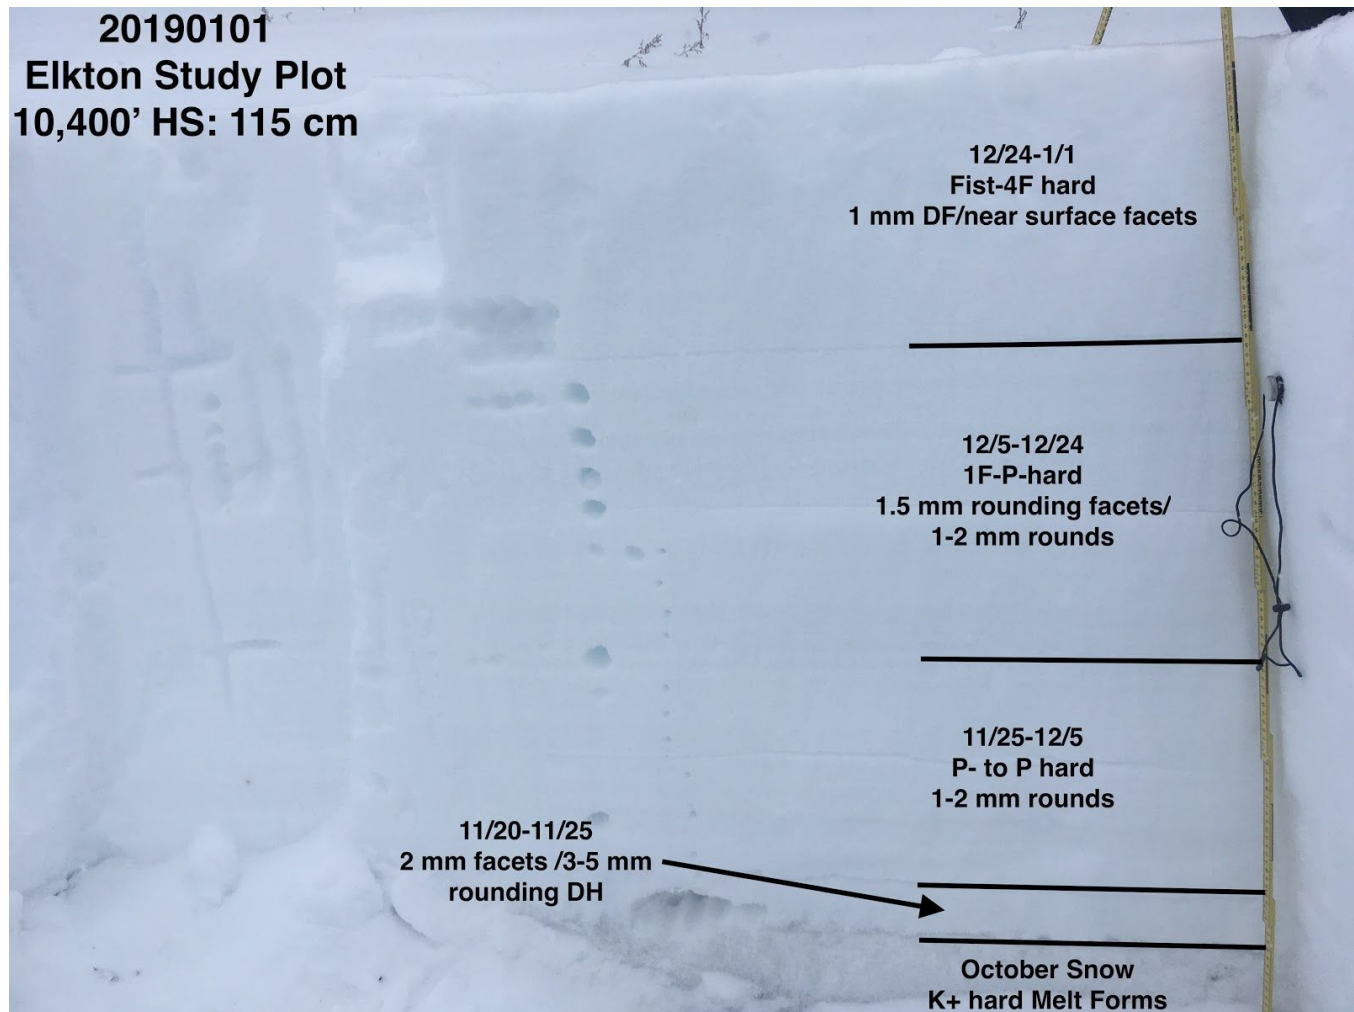 20190101
Elkton Study Plot
10,400’ HS: 115 cm
12/24-1/1
Fist-4F hard
1 mm DF/near surface facets
12/5-12/24
1F-P-hard
1.5 mm rounding facets/
1-2 mm rounds
11/25-12/5
P- to P hard
1-2 mm rounds
11/20-11/25
2 mm facets /3-5 mm
rounding DH
October Snow
K+ hard Melt Forms